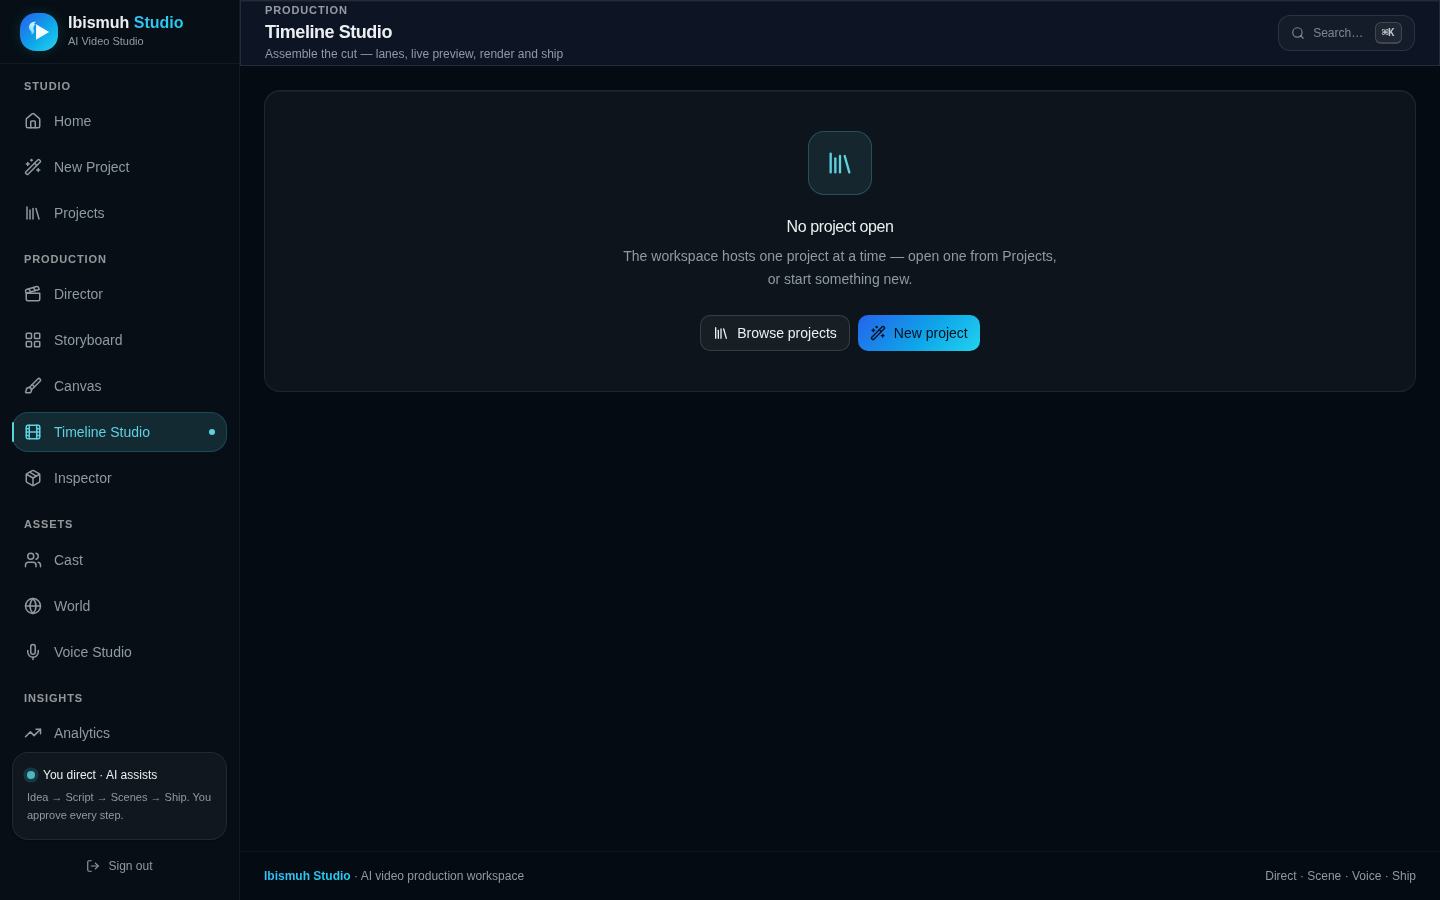 Ibismuh Studio
AI Video Studio
STUDIO
Home
New Project
Projects
PRODUCTION
Director
Storyboard
Canvas
Timeline Studio
Inspector
ASSETS
Cast
World
Voice Studio
INSIGHTS
Analytics
You direct · AI assists
Idea → Script → Scenes → Ship. You
approve every step.
Sign out
PRODUCTION
Timeline Studio
Assemble the cut — lanes, live preview, render and ship
Search…
⌘K
No project open
The workspace hosts one project at a time — open one from Projects,
or start something new.
Browse projects
New project
Ibismuh Studio · AI video production workspace
Direct · Scene · Voice · Ship